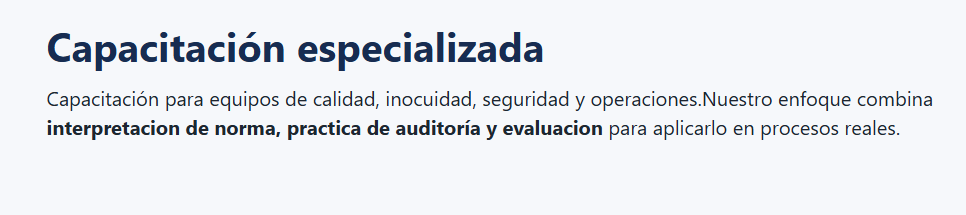 Capacitación especializada
Capacitación para equipos de calidad, inocuidad, seguridad y operaciones.Nuestro enfoque combina
interpretacion de norma, practica de auditoría y evaluacion para aplicarlo en procesos reales.